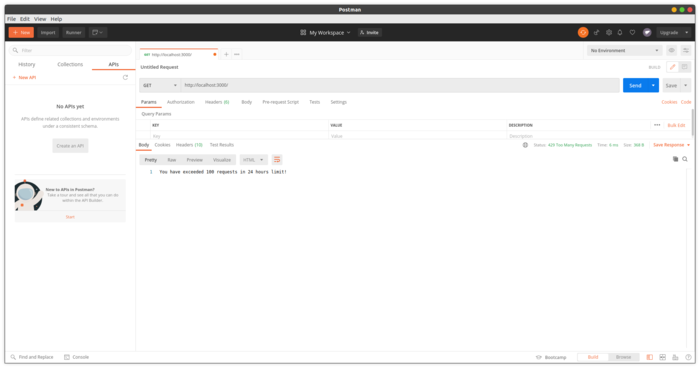 Postman
File Edit View Help
+ New Import Runner My Workspace Invite Upgrade
Filter
History Collections APIs
+ New API
No APIs yet
APIs define related collections and environments
under a consistent schema.
Create an API
New to APIs in Postman?
Take a tour and see all that you can do
within the API Builder.
Start
GET http://localhost:3000/ + •••
No Environment
Untitled Request BUILD
GET http://localhost:3000/ Send Save
Params Authorization Headers (6) Body Pre-request Script Tests Settings Cookies Code
Query Params
KEY VALUE DESCRIPTION ••• Bulk Edit
Key Value Description
Body Cookies Headers (10) Test Results Status: 429 Too Many Requests Time: 6 ms Size: 368 B Save Response
Pretty Raw Preview Visualize HTML
1 You have exceeded 100 requests in 24 hours limit!
Find and Replace Console Bootcamp Build Browse